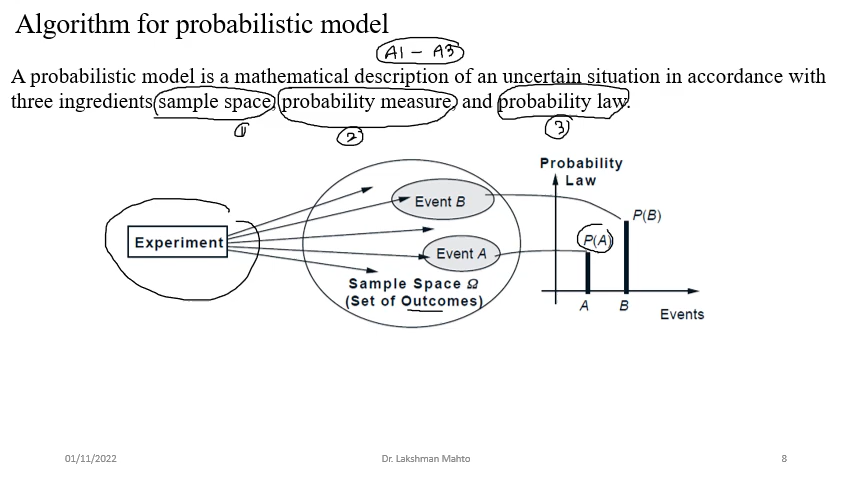 Algorithm for probabilistic model
A1 - A3
A probabilistic model is a mathematical description of an uncertain situation in accordance with
three ingredients sample space, probability measure, and probability law.
1
2
3
Probability
Law
Event B
P(B)
Experiment
P(A)
Event A
Sample Space Ω
(Set of Outcomes)
A
B
Events
01/11/2022
Dr. Lakshman Mahto
8